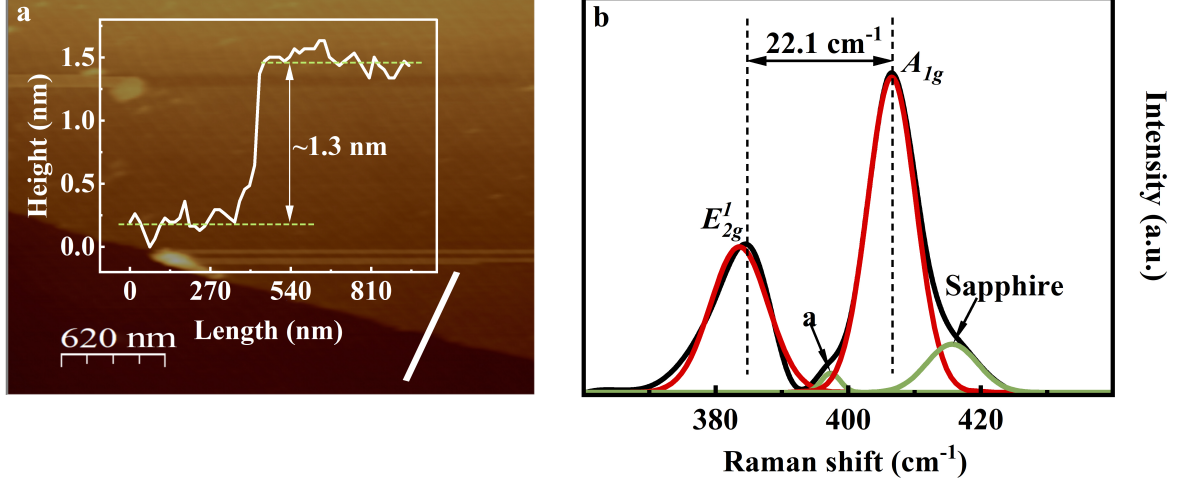 a
Height (nm)
1.5
1.0
0.5
0.0
~1.3 nm
0 270 540 810
Length (nm)
620 nm
b
22.1 cm⁻¹
A₁g
E¹₂g
a
Sapphire
380 400 420
Raman shift (cm⁻¹)
Intensity (a.u.)